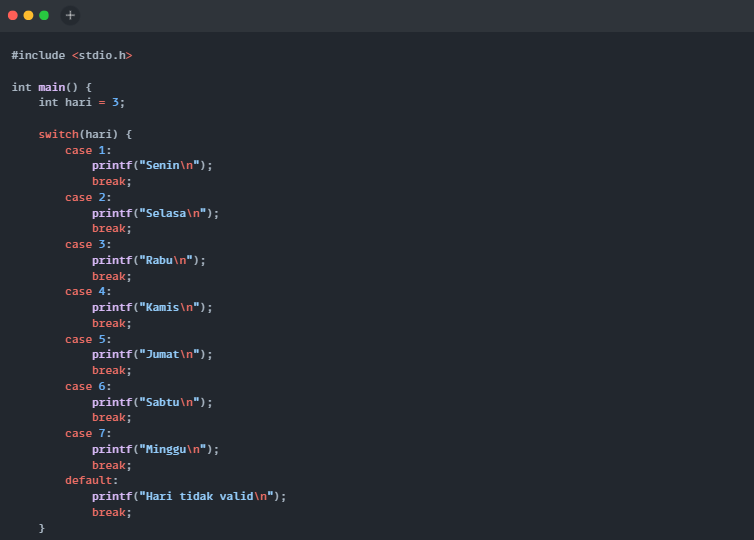 #include <stdio.h>
int main() {
    int hari = 3;
    switch(hari) {
        case 1:
            printf("Senin\n");
            break;
        case 2:
            printf("Selasa\n");
            break;
        case 3:
            printf("Rabu\n");
            break;
        case 4:
            printf("Kamis\n");
            break;
        case 5:
            printf("Jumat\n");
            break;
        case 6:
            printf("Sabtu\n");
            break;
        case 7:
            printf("Minggu\n");
            break;
        default:
            printf("Hari tidak valid\n");
            break;
    }